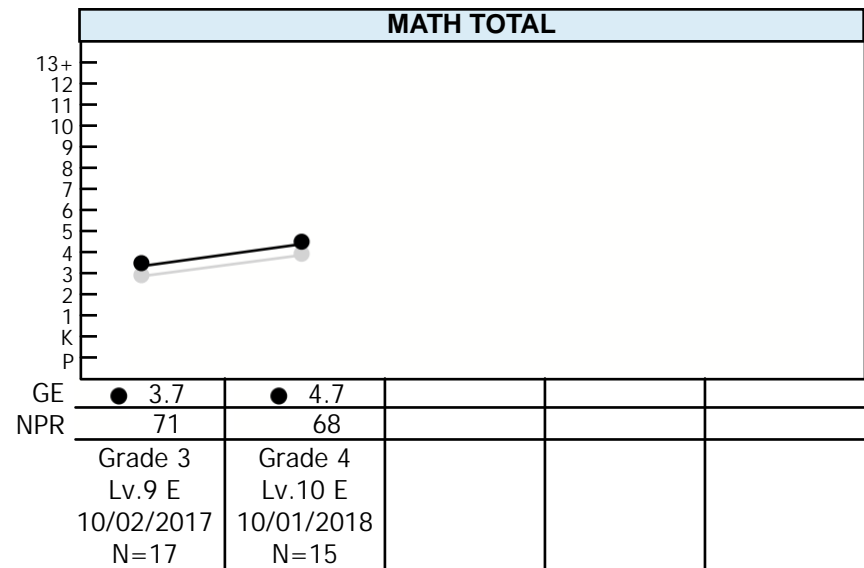 MATH TOTAL
13+
12
11
10
9
8
7
6
5
4
3
2
1
K
P
GE 3.7 4.7
NPR 71 68
Grade 3 Grade 4
Lv.9 E Lv.10 E
10/02/2017 10/01/2018
N=17 N=15